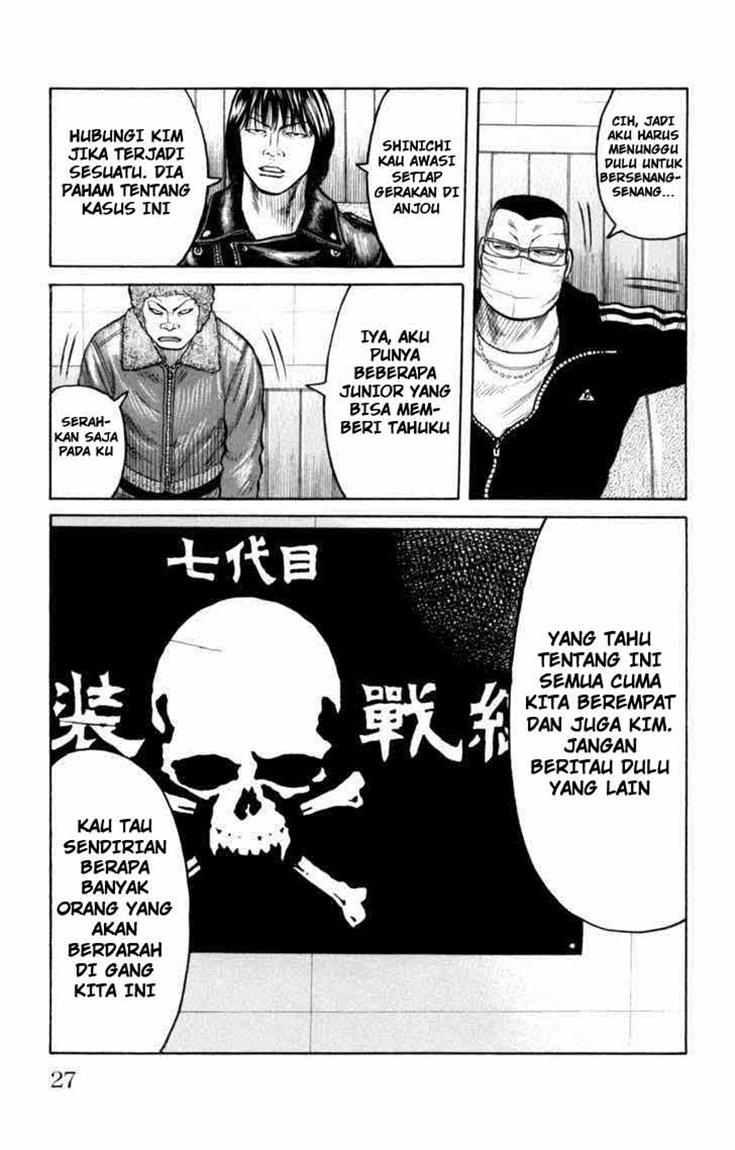 CIH, JADI
AKU HARUS
MENUNGGU
DULU UNTUK
BERSENANG-
SENANG...
SHINICHI
KAU AWASI
SETIAP
GERAKAN DI
ANJOU
HUBUNGI KIM
JIKA TERJADI
SESUATU. DIA
PAHAM TENTANG
KASUS INI
IYA, AKU
PUNYA
BEBERAPA
JUNIOR YANG
BISA MEM-
BERI TAHUKU
SERAH-
KAN SAJA
PADA KU
七代目
装 戰線
YANG TAHU
TENTANG INI
SEMUA CUMA
KITA BEREMPAT
DAN JUGA KIM.
JANGAN
BERITAU DULU
YANG LAIN
KAU TAU
SENDIRIAN
BERAPA
BANYAK
ORANG YANG
AKAN
BERDARAH
DI GANG
KITA INI
27